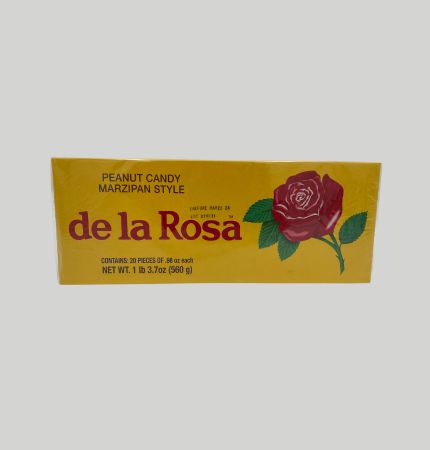 PEANUT CANDY
MARZIPAN STYLE
de la Rosa
CONTAINS: 20 PIECES OF .98 oz each
NET WT. 1 lb 3.7oz (560 g)